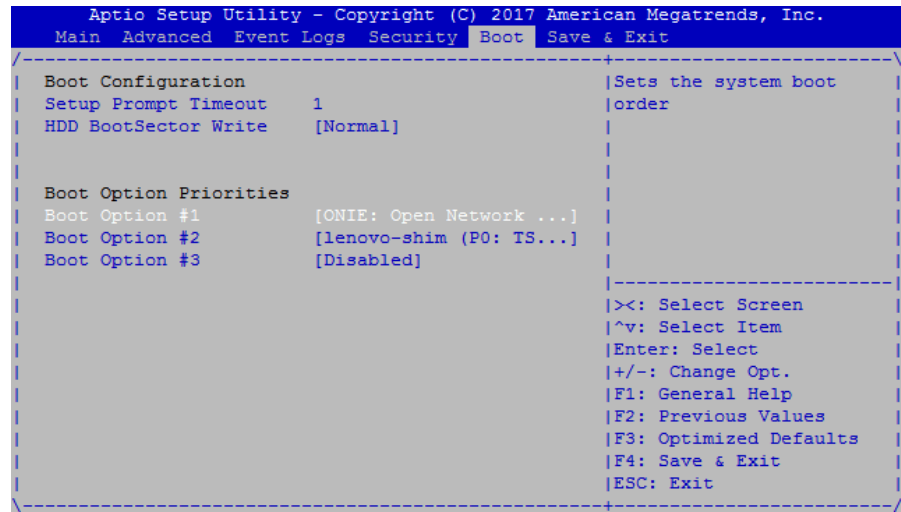 Aptio Setup Utility - Copyright (C) 2017 American Megatrends, Inc.
Main Advanced Event Logs Security Boot Save & Exit
Boot Configuration
Setup Prompt Timeout 1
HDD BootSector Write [Normal]
Boot Option Priorities
Boot Option #1 [ONIE: Open Network ...]
Boot Option #2 [lenovo-shim (P0: TS...]
Boot Option #3 [Disabled]
Sets the system boot
order
><: Select Screen
^v: Select Item
Enter: Select
+/-: Change Opt.
F1: General Help
F2: Previous Values
F3: Optimized Defaults
F4: Save & Exit
ESC: Exit